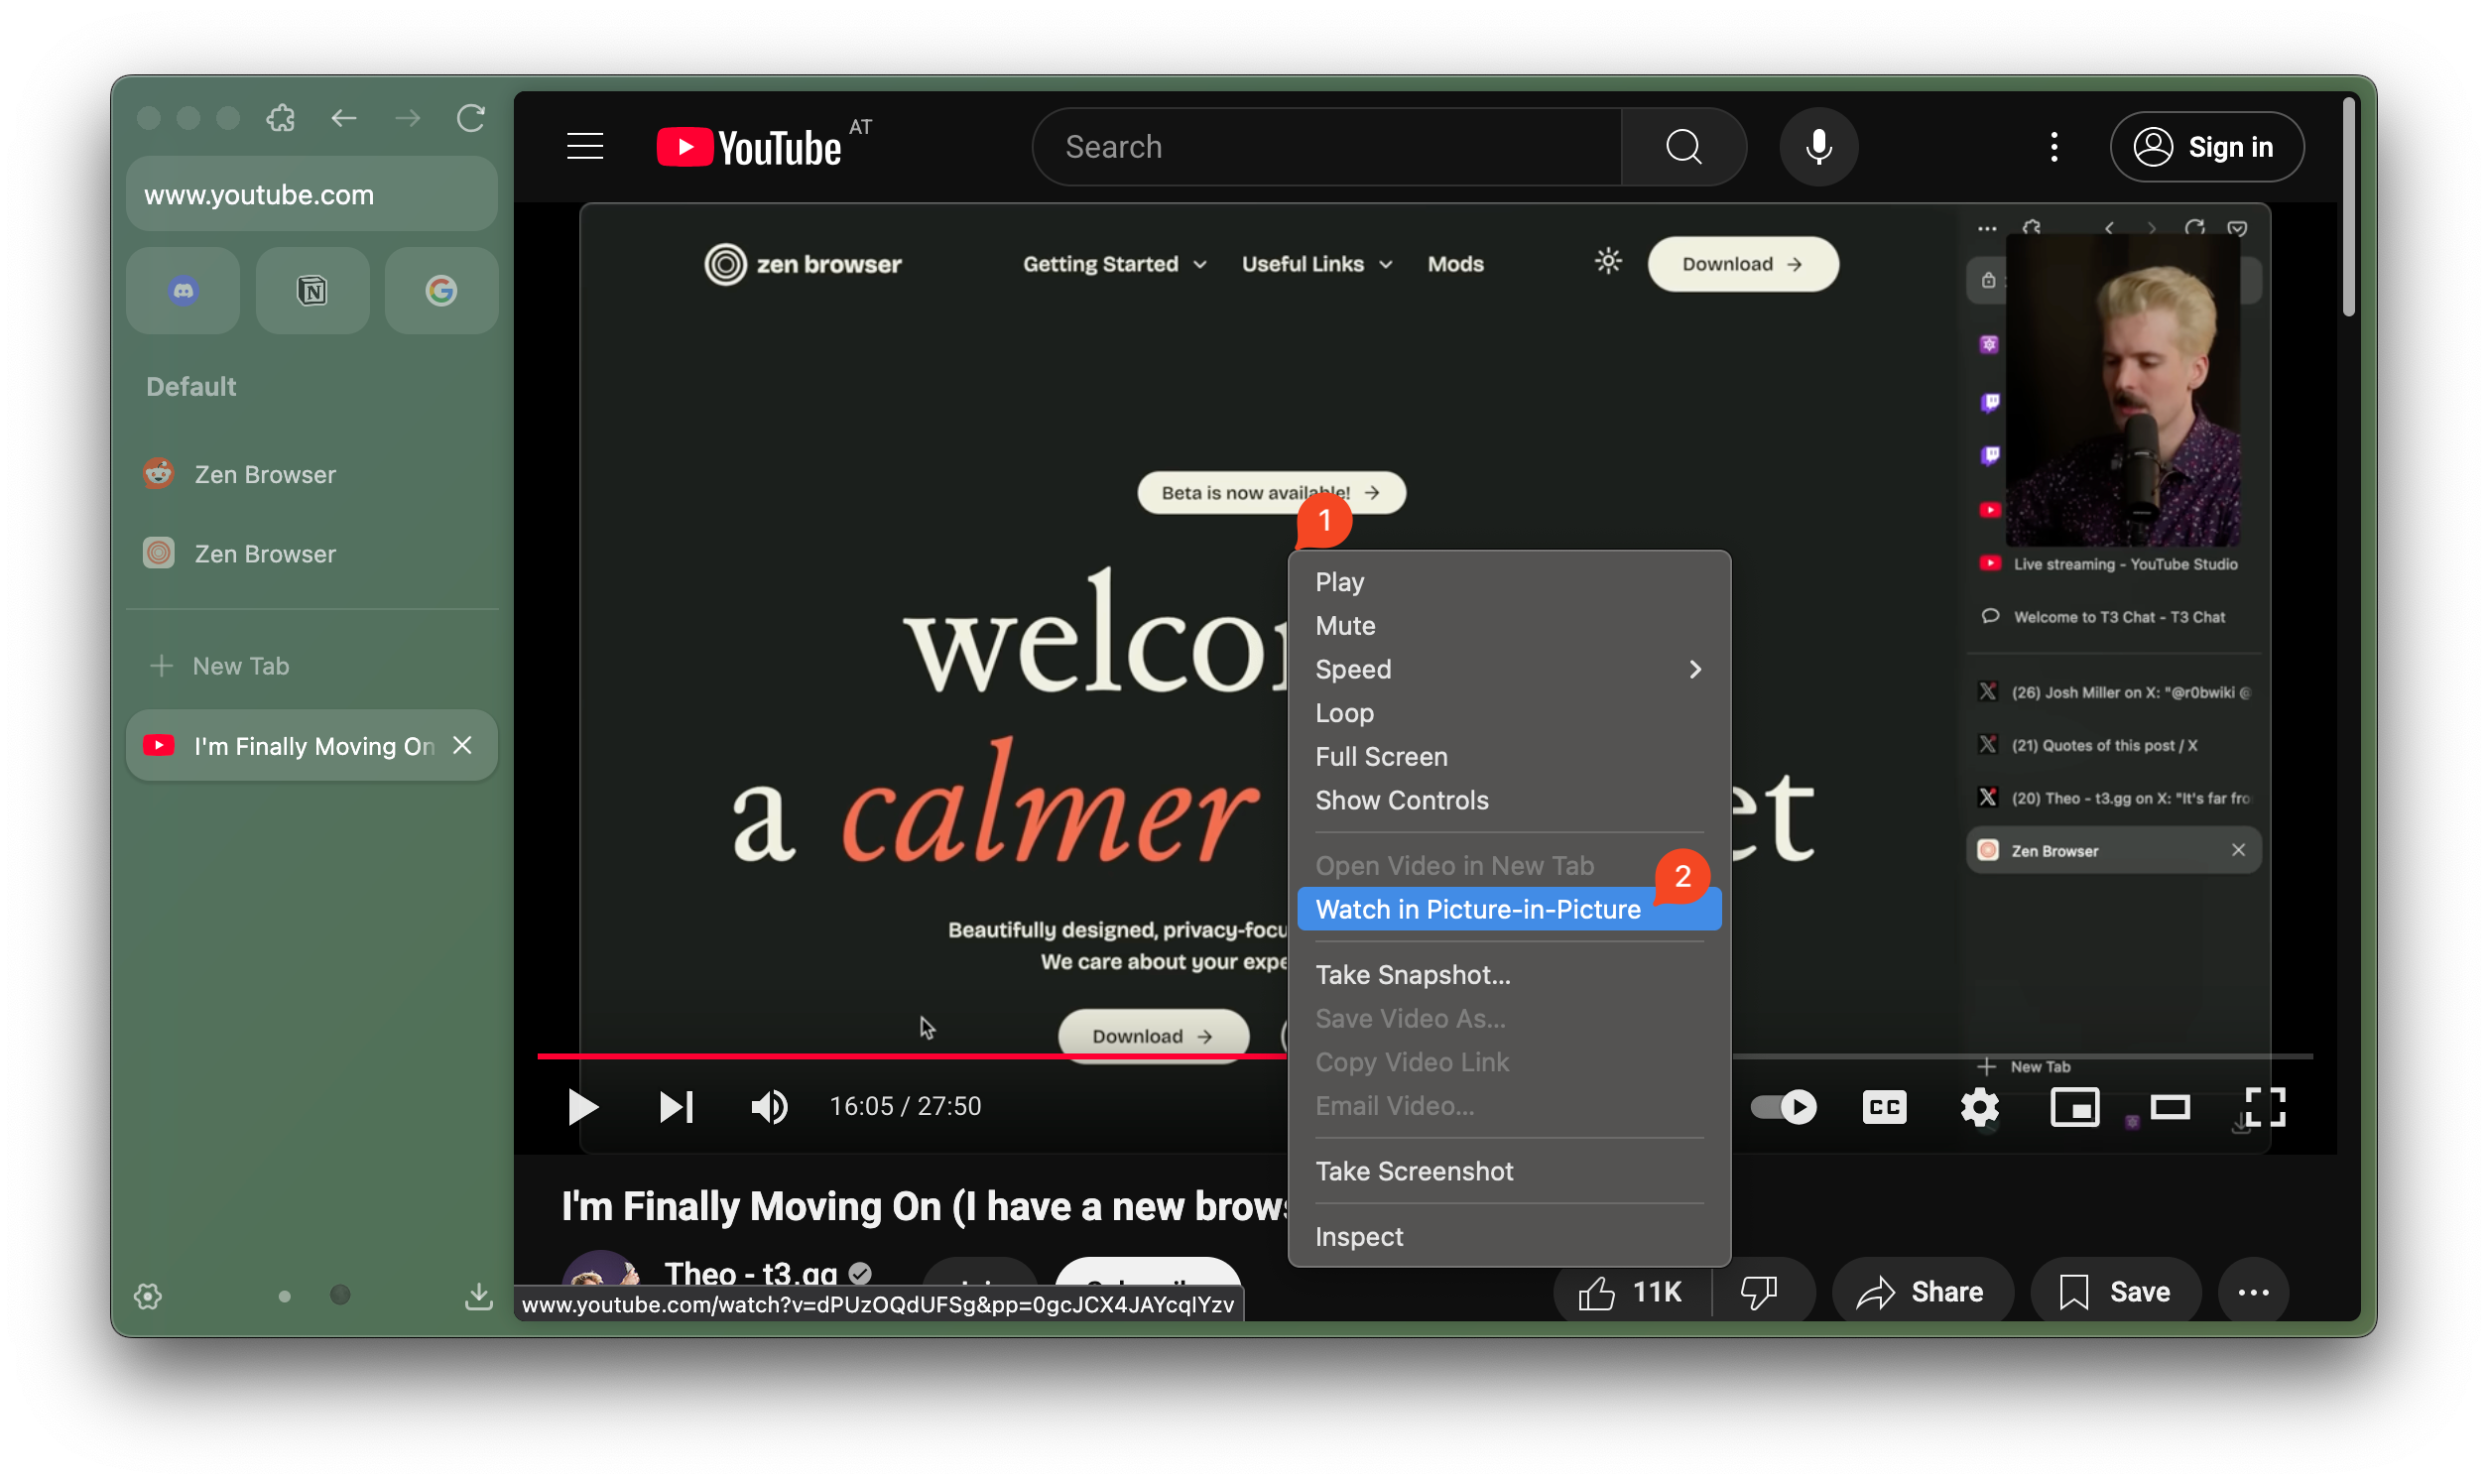 www.youtube.com
Default
Zen Browser
Zen Browser
New Tab
I'm Finally Moving On
YouTube AT
Search
Sign in
zen browser
Getting Started
Useful Links
Mods
Download
Beta is now available!
1
a calmer
Beautifully designed, privacy-focu
We care about your expe
Download
Live streaming - YouTube Studio
Welcome to T3 Chat - T3 Chat
(26) Josh Miller on X: "@r0bwiki @
(21) Quotes of this post / X
(20) Theo - t3.gg on X: "It's far fro
Zen Browser
New Tab
Play
Mute
Speed
Loop
Full Screen
Show Controls
Open Video in New Tab
2
Watch in Picture-in-Picture
Take Snapshot...
Save Video As...
Copy Video Link
Email Video...
Take Screenshot
Inspect
16:05 / 27:50
CC
I'm Finally Moving On (I have a new brows
Theo - t3.gg
11K
Share
Save
www.youtube.com/watch?v=dPUzOQdUFSg&pp=0gcJCX4JAYcqIYzv